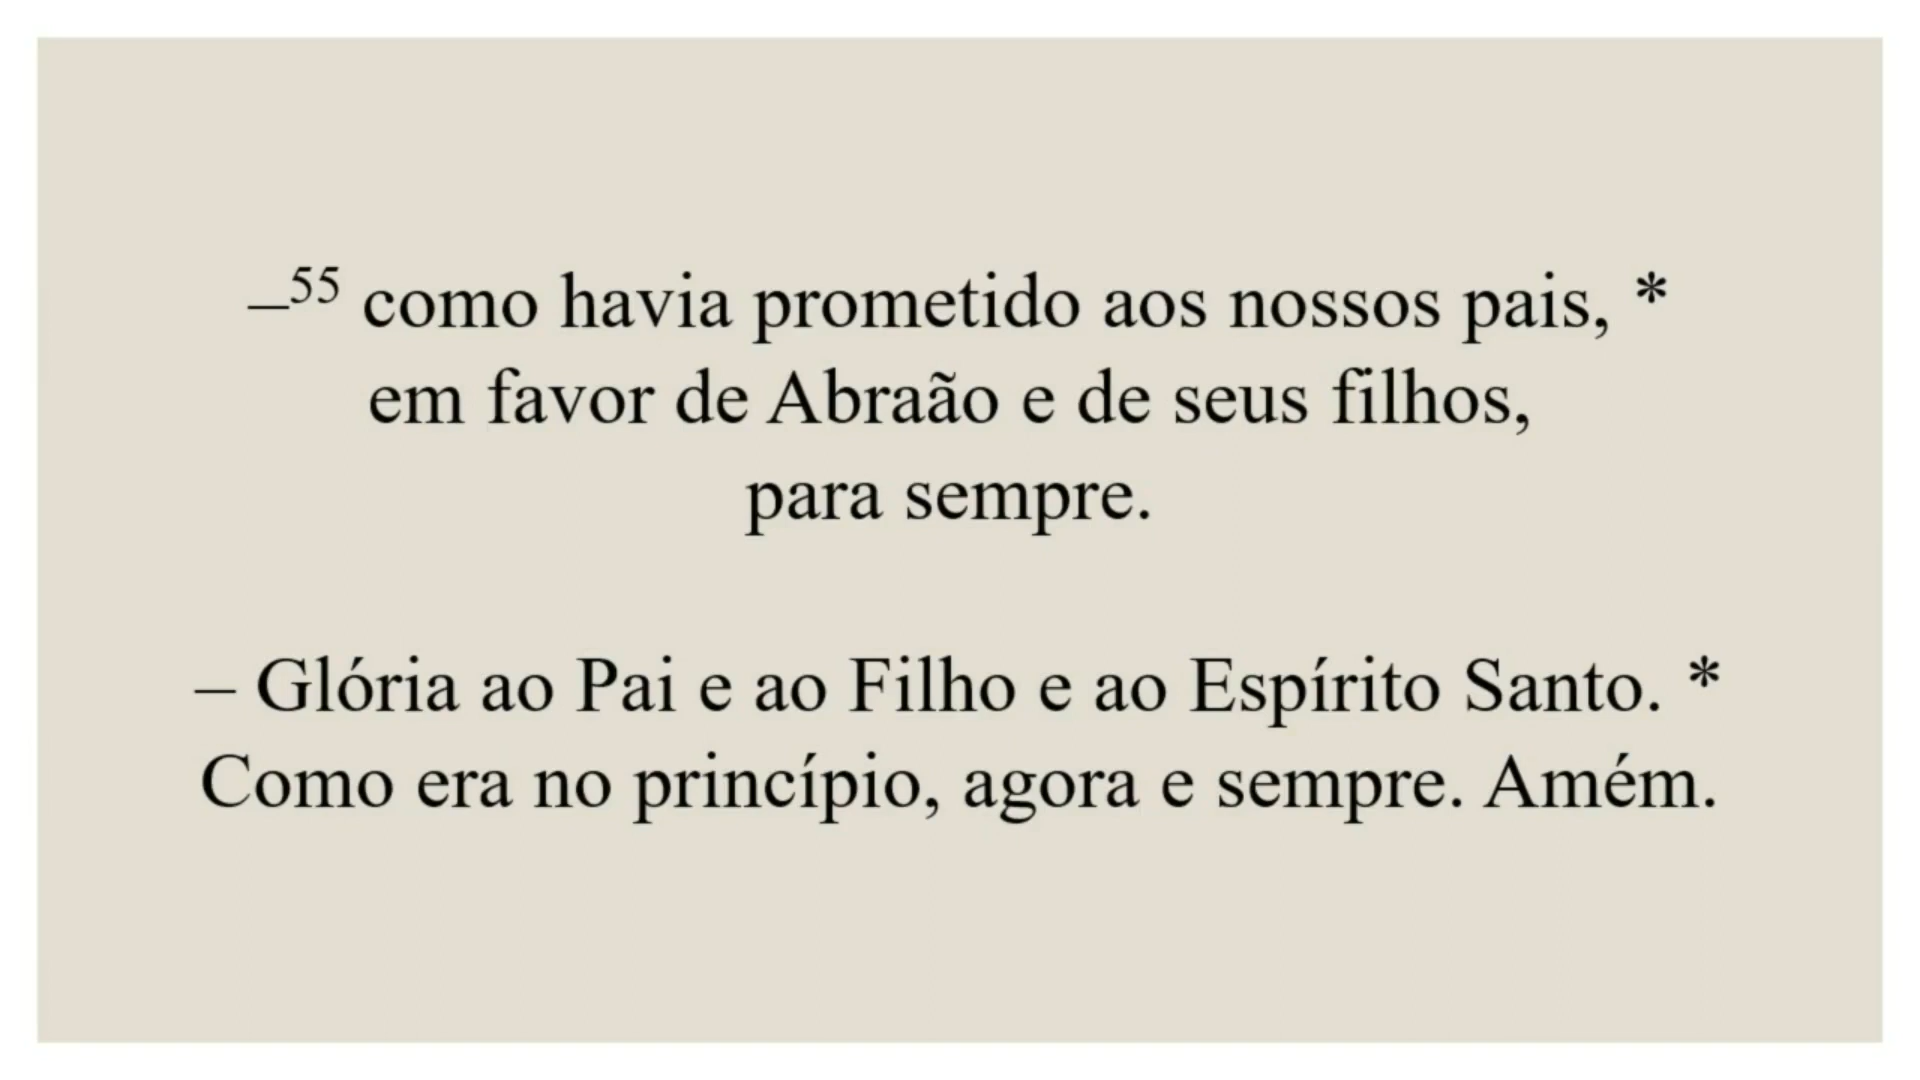 –55 como havia prometido aos nossos pais, *
em favor de Abraão e de seus filhos,
para sempre.
– Glória ao Pai e ao Filho e ao Espírito Santo. *
Como era no princípio, agora e sempre. Amém.